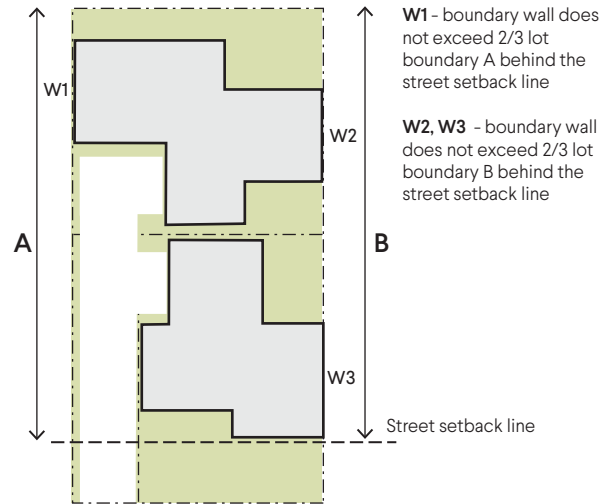 W1 - boundary wall does
not exceed 2/3 lot
boundary A behind the
street setback line
W1
W2
W2, W3 - boundary wall
does not exceed 2/3 lot
boundary B behind the
street setback line
A
B
W3
Street setback line